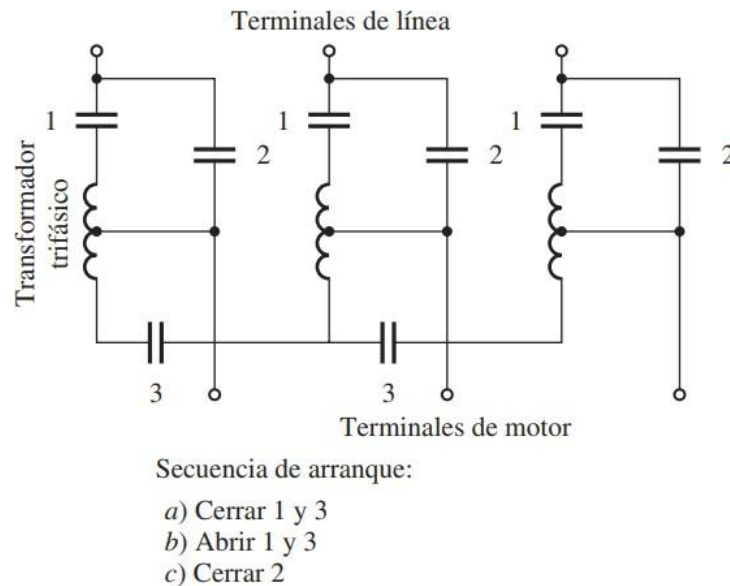 Terminales de línea
1
2
1
2
1
2
Transformador
trifásico
3
3
Terminales de motor
Secuencia de arranque:
a) Cerrar 1 y 3
b) Abrir 1 y 3
c) Cerrar 2